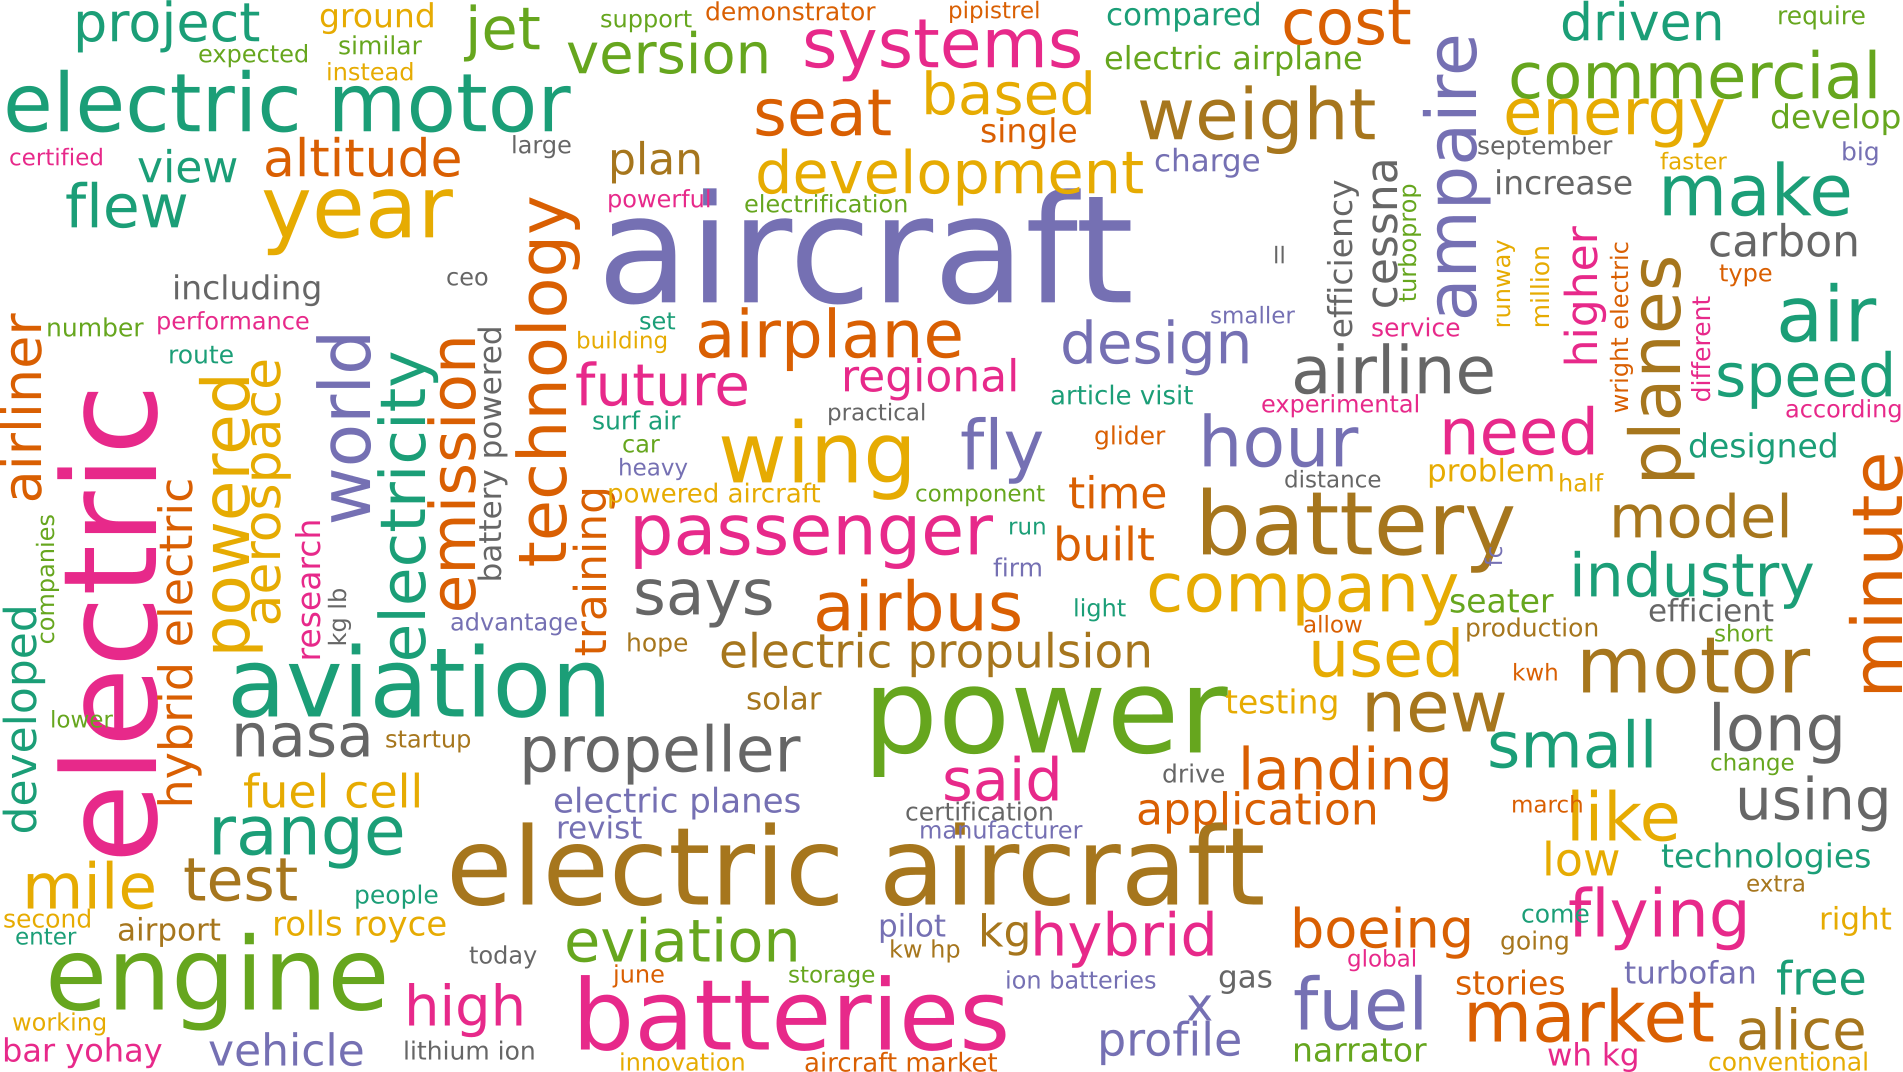 project
ground
jet
support
demonstrator
pipistrel
compared
cost
driven
require
expected
similar
version
systems
electric airplane
commercial
instead
electric motor
seat
based
single
weight
ampaire
energy
develop
certified
view
altitude
large
plan
development
charge
september
faster
big
flew
year
powerful
electrification
increase
make
aircraft
technology
efficiency
cessna
turboprop
carbon
type
including
ceo
ll
runway
million
higher
wright electric
planes
different
air
number
performance
set
building
airplane
design
smaller
service
airliner
route
world
battery powered
future
regional
airline
speed
article visit
experimental
according
electric
powered
aerospace
electricity
emission
surf air
practical
car
heavy
wing
fly
glider
hour
need
designed
distance
problem
half
powered aircraft
component
time
battery
model
minute
companies
hybrid electric
research
training
passenger
run
built
firm
re
industry
kg lb
says
airbus
light
company
seater
efficient
developed
advantage
hope
electric propulsion
allow
production
short
used
aviation
solar
power
testing
kwh
motor
lower
new
long
nasa
startup
propeller
said
drive
landing
small
change
fuel cell
electric planes
certification
application
march
like
using
range
revist
manufacturer
electric aircraft
low
technologies
mile
test
people
extra
second
airport
rolls royce
pilot
kg
hybrid
boeing
come
flying
right
enter
eviation
kw hp
going
engine
today
june
storage
ion batteries
gas
global
stories
turbofan
free
high
batteries
x
fuel
market
working
alice
bar yohay
vehicle
lithium ion
innovation
aircraft market
profile
narrator
wh kg
conventional